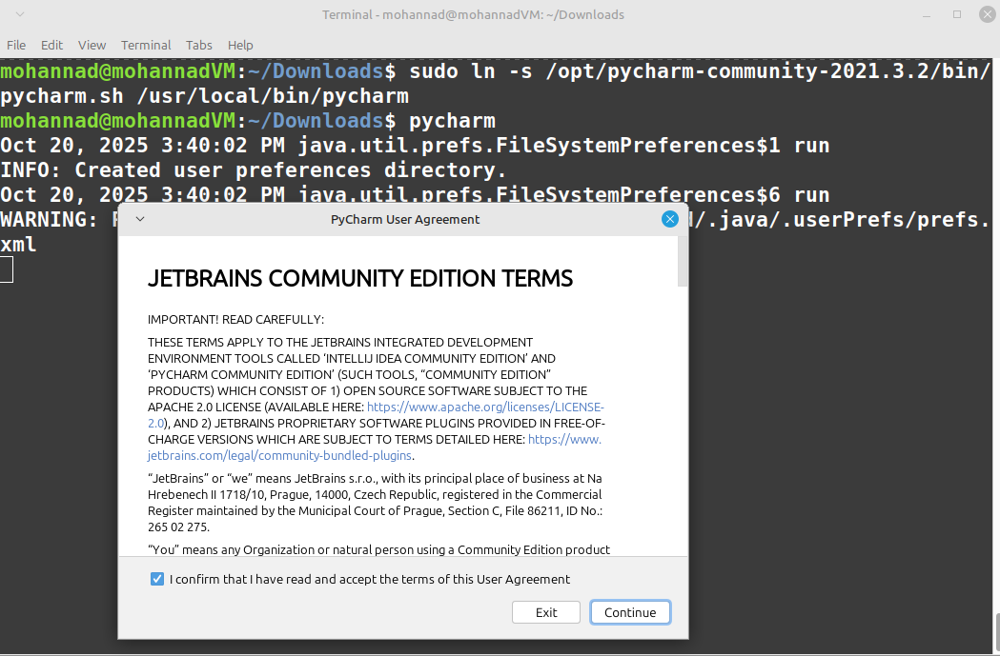 Terminal - mohannad@mohannadVM: ~/Downloads
File Edit View Terminal Tabs Help
mohannad@mohannadVM:~/Downloads$ sudo ln -s /opt/pycharm-community-2021.3.2/bin/
pycharm.sh /usr/local/bin/pycharm
mohannad@mohannadVM:~/Downloads$ pycharm
Oct 20, 2025 3:40:02 PM java.util.prefs.FileSystemPreferences$1 run
INFO: Created user preferences directory.
Oct 20, 2025 3:40:02 PM java.util.prefs.FileSystemPreferences$6 run
WARNING: /.java/.userPrefs/prefs.
xml
PyCharm User Agreement
JETBRAINS COMMUNITY EDITION TERMS
IMPORTANT! READ CAREFULLY:
THESE TERMS APPLY TO THE JETBRAINS INTEGRATED DEVELOPMENT
ENVIRONMENT TOOLS CALLED ‘INTELLIJ IDEA COMMUNITY EDITION’ AND
‘PYCHARM COMMUNITY EDITION’ (SUCH TOOLS, “COMMUNITY EDITION”
PRODUCTS) WHICH CONSIST OF 1) OPEN SOURCE SOFTWARE SUBJECT TO THE
APACHE 2.0 LICENSE (AVAILABLE HERE: https://www.apache.org/licenses/LICENSE-
2.0), AND 2) JETBRAINS PROPRIETARY SOFTWARE PLUGINS PROVIDED IN FREE-OF-
CHARGE VERSIONS WHICH ARE SUBJECT TO TERMS DETAILED HERE: https://www.
jetbrains.com/legal/community-bundled-plugins.
“JetBrains” or “we” means JetBrains s.r.o., with its principal place of business at Na
Hrebenech II 1718/10, Prague, 14000, Czech Republic, registered in the Commercial
Register maintained by the Municipal Court of Prague, Section C, File 86211, ID No.:
265 02 275.
“You” means any Organization or natural person using a Community Edition product
I confirm that I have read and accept the terms of this User Agreement
Exit Continue